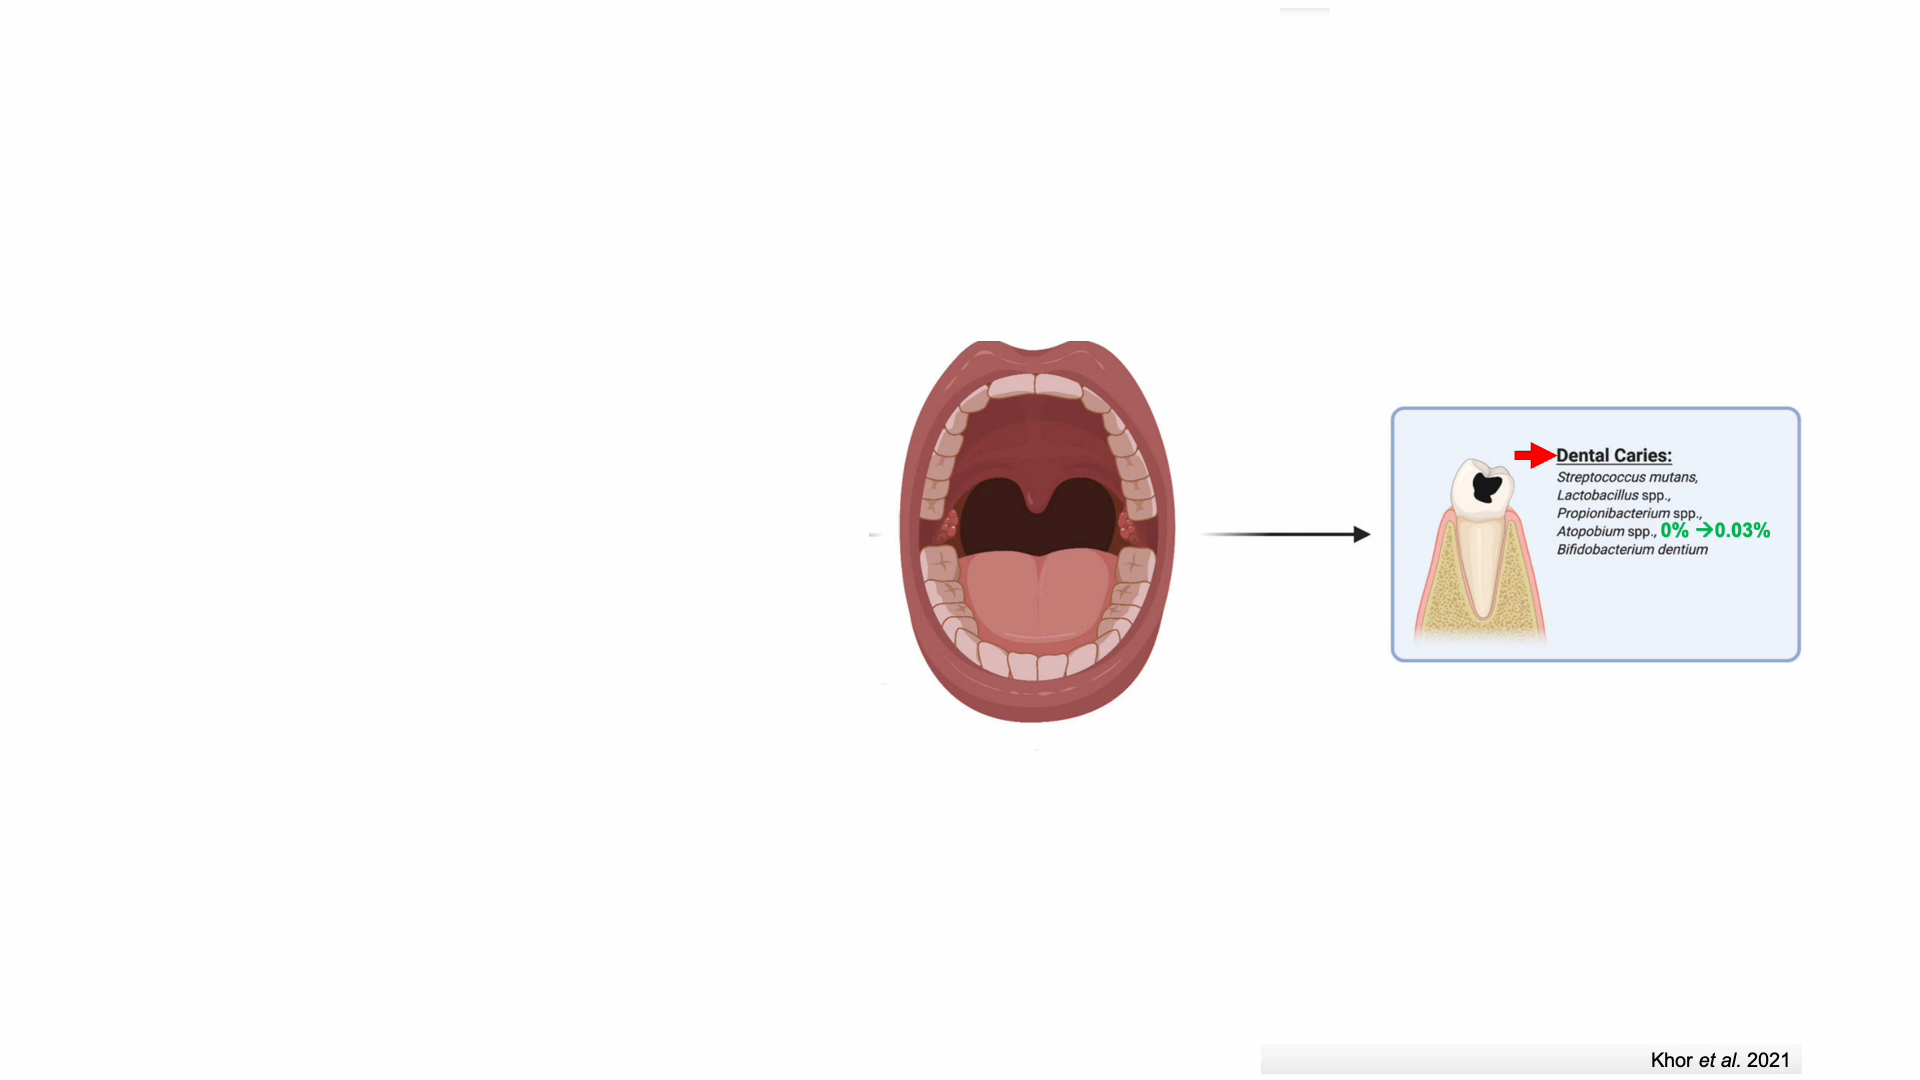 Dental Caries:
Streptococcus mutans,
Lactobacillus spp.,
Propionibacterium spp.,
Atopobium spp., 0% →0.03%
Bifidobacterium dentium
Khor et al. 2021